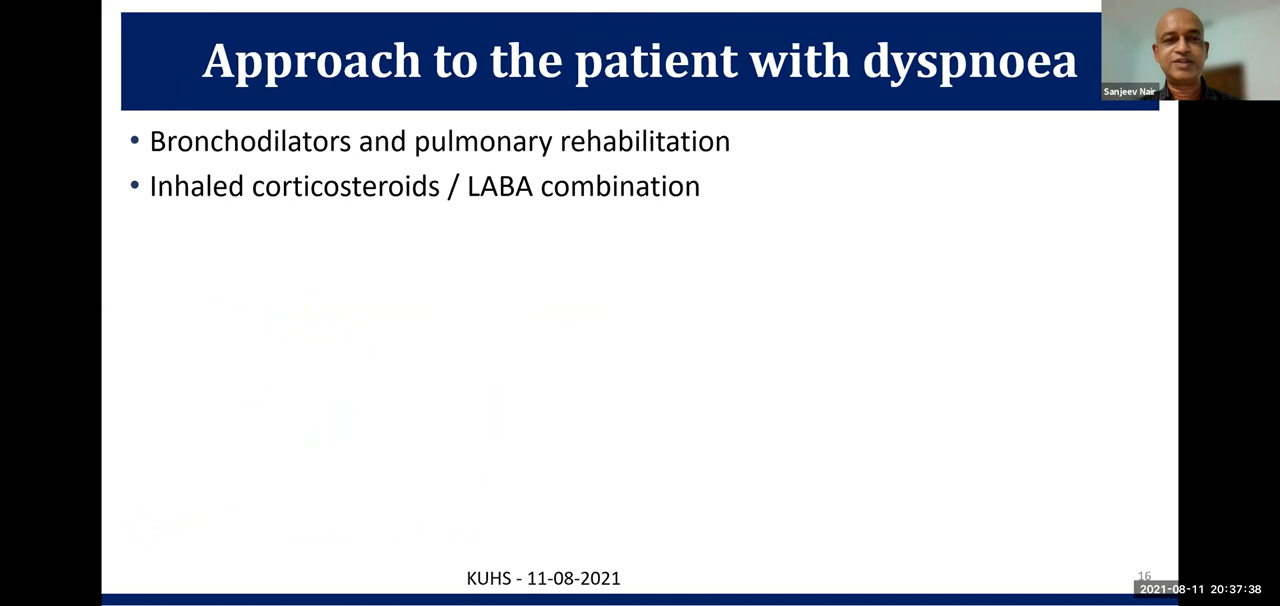 Approach to the patient with dyspnoea
Sanjeev Nair
• Bronchodilators and pulmonary rehabilitation
• Inhaled corticosteroids / LABA combination
KUHS - 11-08-2021
16
2021-08-11 20:37:38